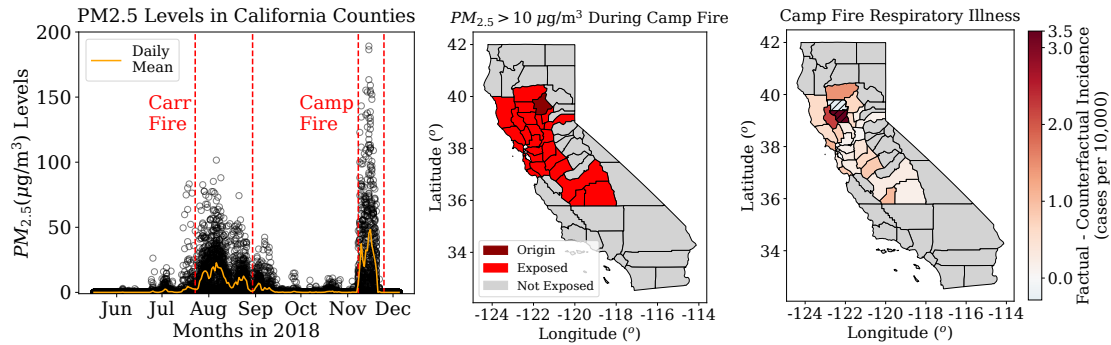 PM2.5 Levels in California Counties
200
150
100
50
0
PM2.5(μg/m³) Levels
Daily
Mean
Carr
Fire
Camp
Fire
Jun Jul Aug Sep Oct Nov Dec
Months in 2018
PM2.5 > 10 μg/m³ During Camp Fire
42
40
38
36
34
Latitude (°)
Origin
Exposed
Not Exposed
-124 -122 -120 -118 -116 -114
Longitude (°)
Camp Fire Respiratory Illness
42
40
38
36
34
Latitude (°)
-124 -122 -120 -118 -116 -114
Longitude (°)
3.5
3.0
2.0
1.0
0.0
Factual - Counterfactual Incidence
(cases per 10,000)